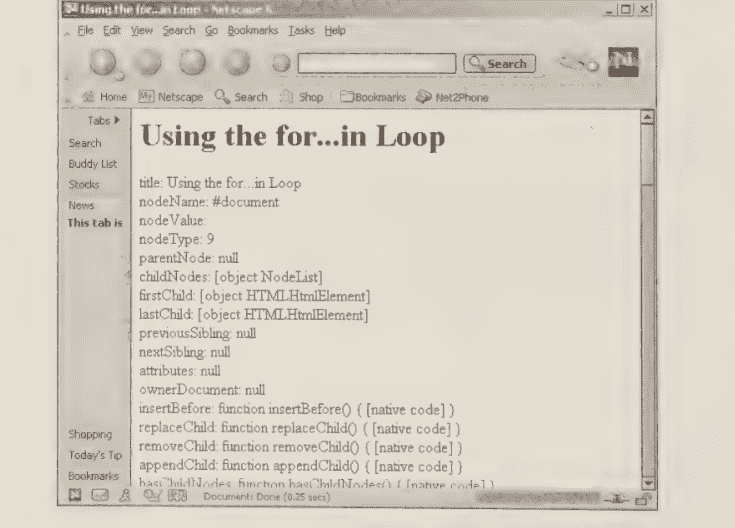 Using the for...in Loop - Netscape 6
File Edit View Search Go Bookmarks Tasks Help
Search
N
Home My Netscape Search Shop Bookmarks Net2Phone
Tabs
Search
Buddy List
Stocks
News
This tab is
Using the for...in Loop
title: Using the for...in Loop
nodeName: #document
nodeValue:
nodeType: 9
parentNode: null
childNodes: [object NodeList]
firstChild: [object HTMLHtmlElement]
lastChild: [object HTMLHtmlElement]
previousSibling: null
nextSibling: null
attributes: null
ownerDocument: null
insertBefore: function insertBefore() { [native code] }
replaceChild: function replaceChild() { [native code] }
removeChild: function removeChild() { [native code] }
appendChild: function appendChild() { [native code] }
hasChildNodes: function hasChildNodes() { [native code] }
Shopping
Today's Tip
Bookmarks
Document: Done (0.25 secs)